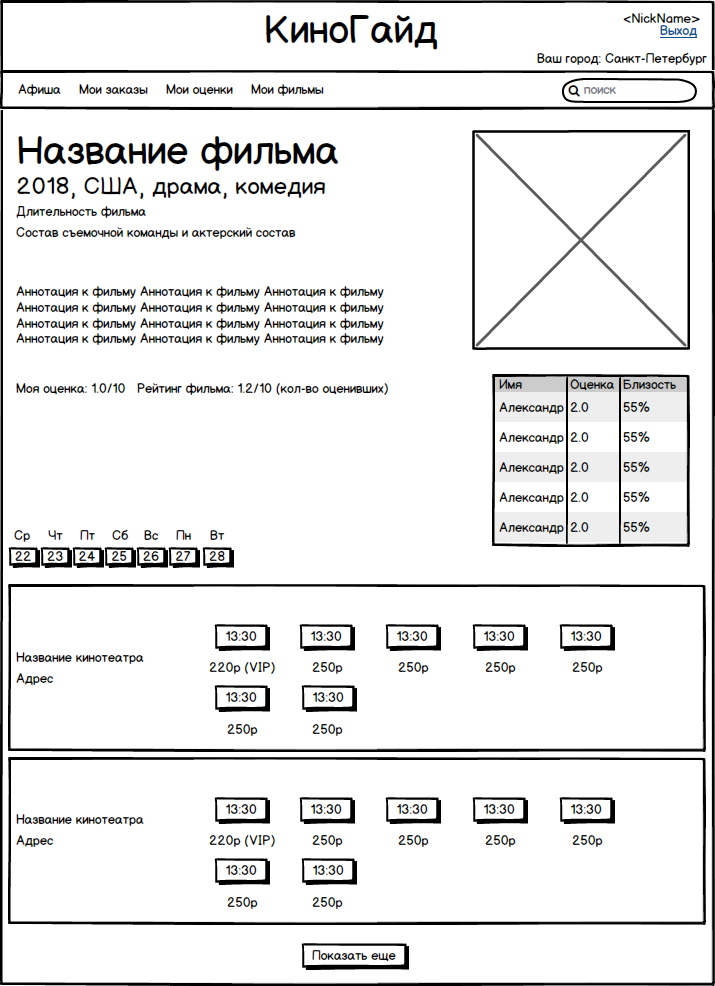 КиноГайд
<NickName>
Выход
Ваш город: Санкт-Петербург
Афиша Мои заказы Мои оценки Мои фильмы поиск
Название фильма
2018, США, драма, комедия
Длительность фильма
Состав съемочной команды и актерский состав
Аннотация к фильму Аннотация к фильму Аннотация к фильму
Аннотация к фильму Аннотация к фильму Аннотация к фильму
Аннотация к фильму Аннотация к фильму Аннотация к фильму
Аннотация к фильму Аннотация к фильму Аннотация к фильму
Моя оценка: 1.0/10 Рейтинг фильма: 1.2/10 (кол-во оценивших)
Имя Оценка Близость
Александр 2.0 55%
Александр 2.0 55%
Александр 2.0 55%
Александр 2.0 55%
Александр 2.0 55%
Ср Чт Пт Сб Вс Пн Вт
22 23 24 25 26 27 28
Название кинотеатра
Адрес
13:30 13:30 13:30 13:30 13:30
220р (VIP) 250р 250р 250р 250р
13:30 13:30
250р 250р
Название кинотеатра
Адрес
13:30 13:30 13:30 13:30 13:30
220р (VIP) 250р 250р 250р 250р
13:30 13:30
250р 250р
Показать еще